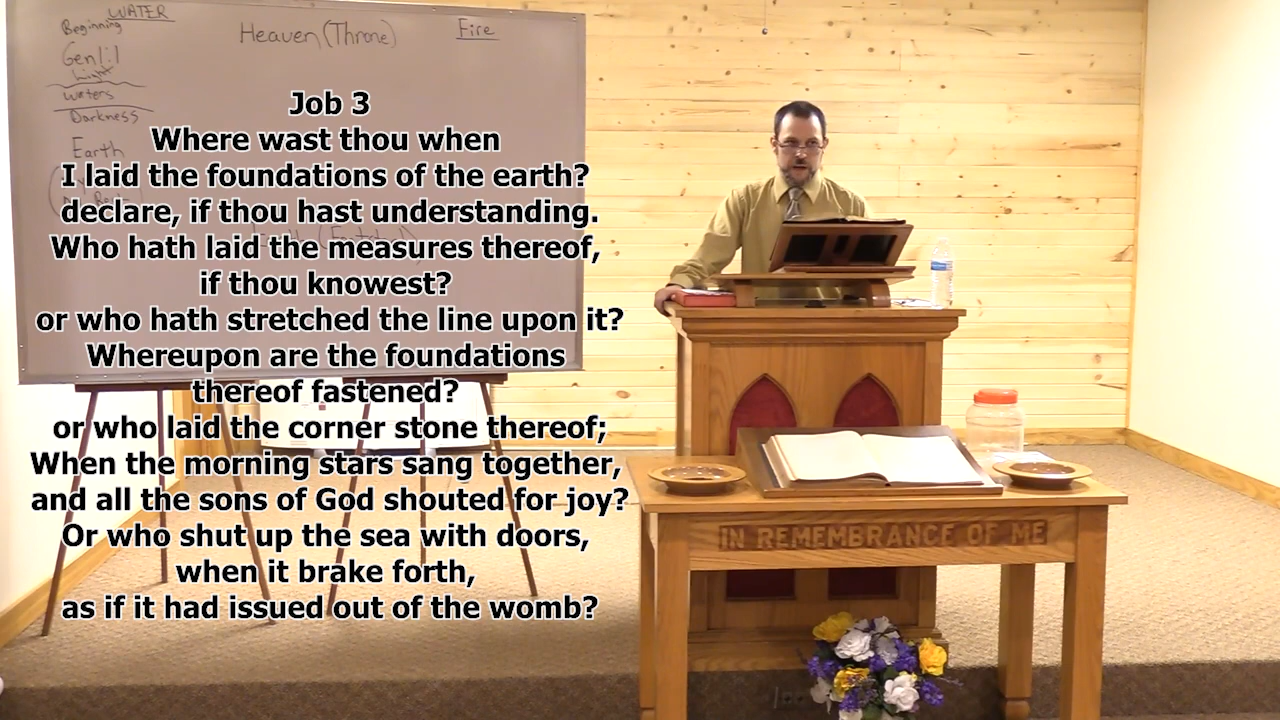 WATER
Beginning
Heaven (Throne)
Fire
Gen 1:1
Light
Waters
Darkness
Earth
Job 3
Where wast thou when
I laid the foundations of the earth?
declare, if thou hast understanding.
Who hath laid the measures thereof,
if thou knowest?
or who hath stretched the line upon it?
Whereupon are the foundations
thereof fastened?
or who laid the corner stone thereof;
When the morning stars sang together,
and all the sons of God shouted for joy?
Or who shut up the sea with doors,
when it brake forth,
as if it had issued out of the womb?
IN REMEMBRANCE OF ME